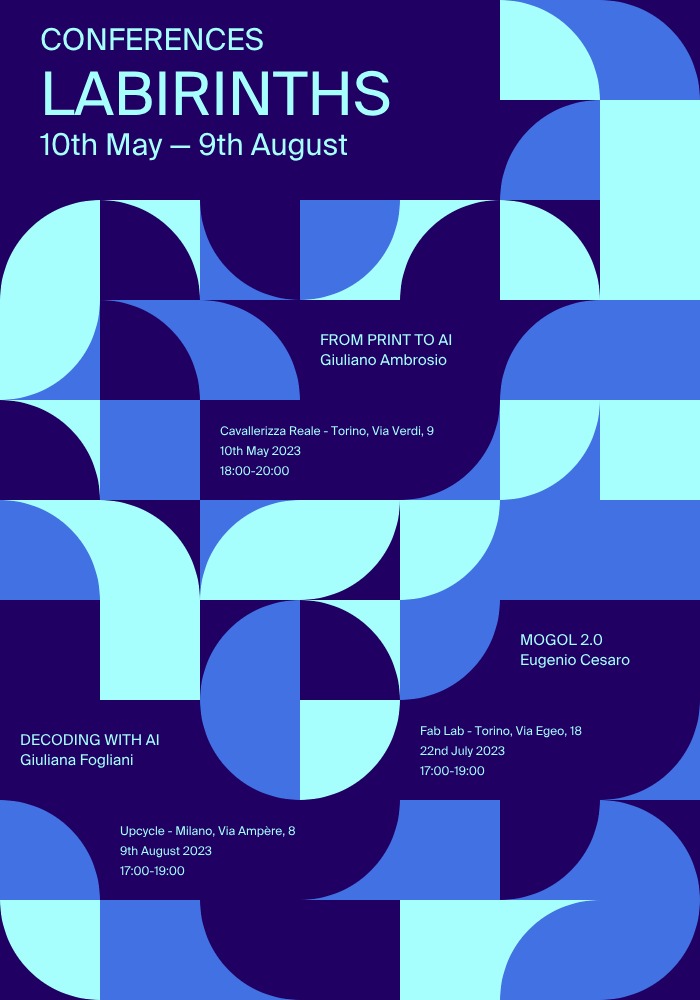 CONFERENCES
LABIRINTHS
10th May — 9th August
FROM PRINT TO AI
Giuliano Ambrosio
Cavallerizza Reale - Torino, Via Verdi, 9
10th May 2023
18:00-20:00
MOGOL 2.0
Eugenio Cesaro
Fab Lab - Torino, Via Egeo, 18
22nd July 2023
17:00-19:00
DECODING WITH AI
Giuliana Fogliani
Upcycle - Milano, Via Ampère, 8
9th August 2023
17:00-19:00